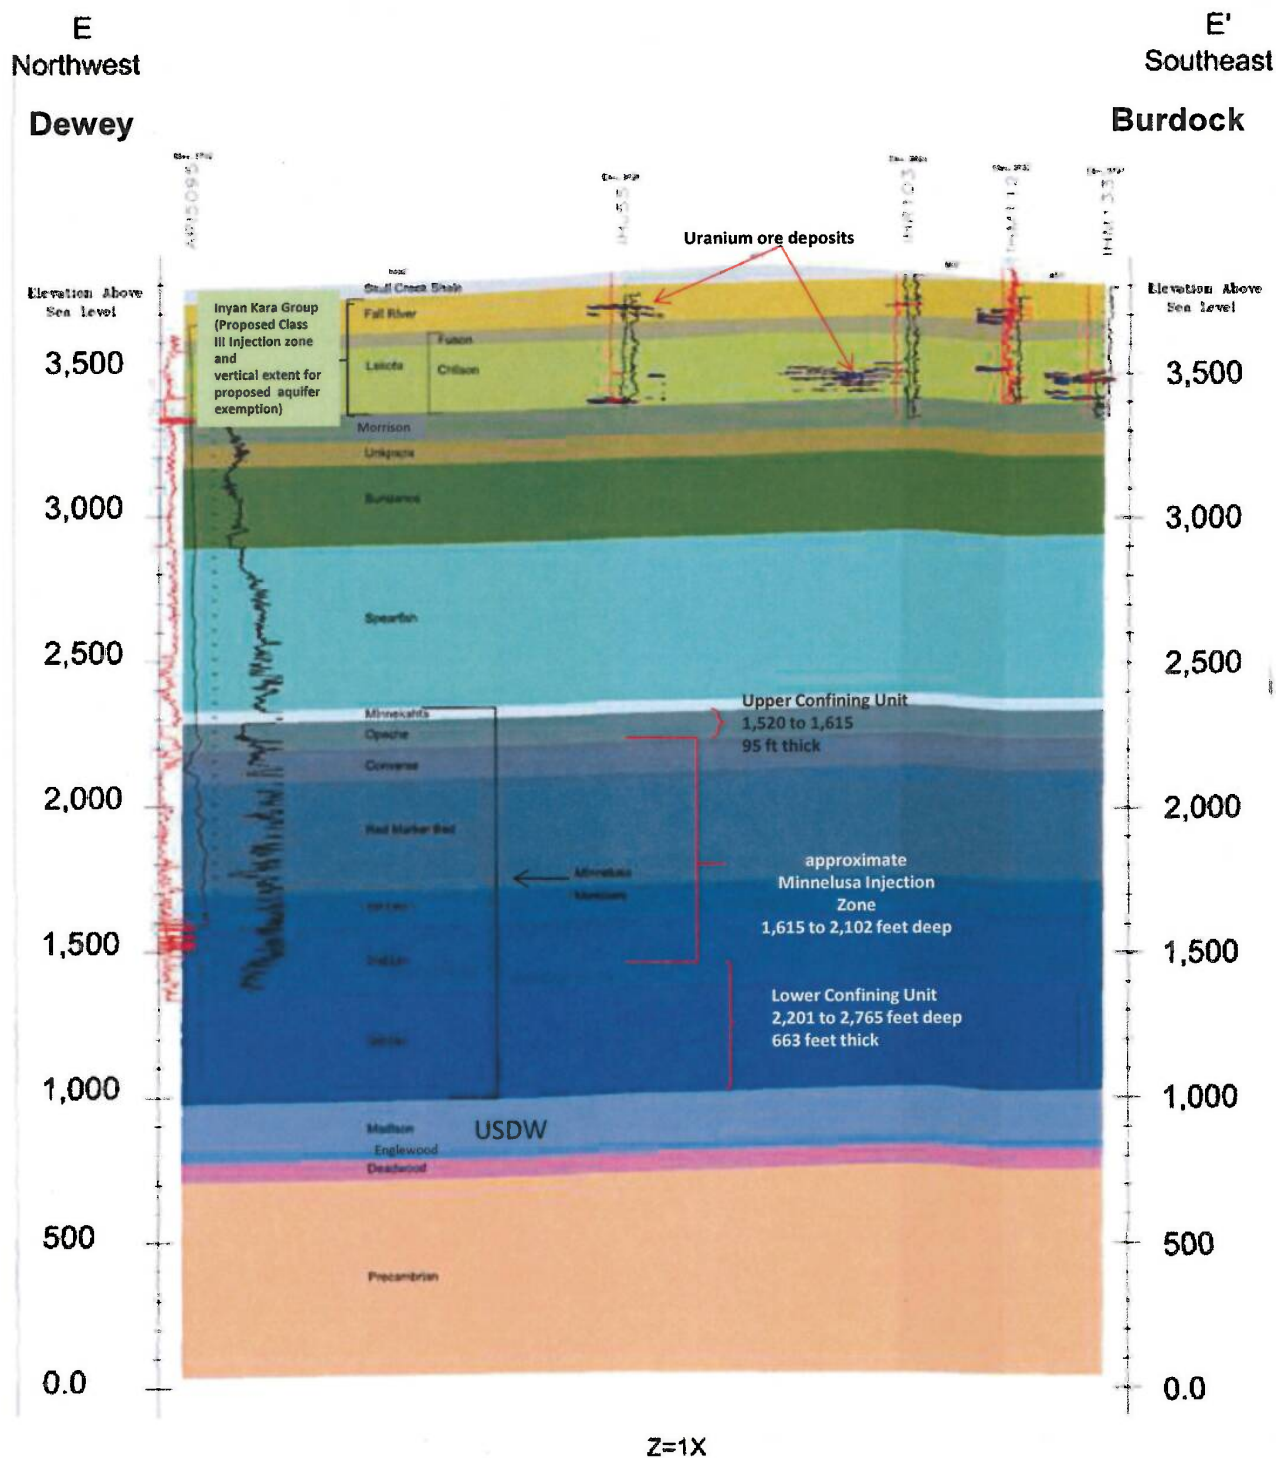 E
Northwest
Dewey
E'
Southeast
Burdock
Uranium ore deposits
Elevation Above
Sea Level
Elevation Above
Sea Level
Skull Creek Shale
Inyan Kara Group
(Proposed Class
III Injection zone
and
vertical extent for
proposed aquifer
exemption)
Fall River
Fuson
Lakota
Chilson
Morrison
Unkpapa
Sundance
Spearfish
Minnekahta
Opeche
Converse
Red Marker Bed
Minnelusa
Upper Confining Unit
1,520 to 1,615
95 ft thick
approximate
Minnelusa Injection
Zone
1,615 to 2,102 feet deep
Lower Confining Unit
2,201 to 2,765 feet deep
663 feet thick
Madison
USDW
Englewood
Deadwood
Precambrian
3,500
3,000
2,500
2,000
1,500
1,000
500
0.0
3,500
3,000
2,500
2,000
1,500
1,000
500
0.0
Z=1X